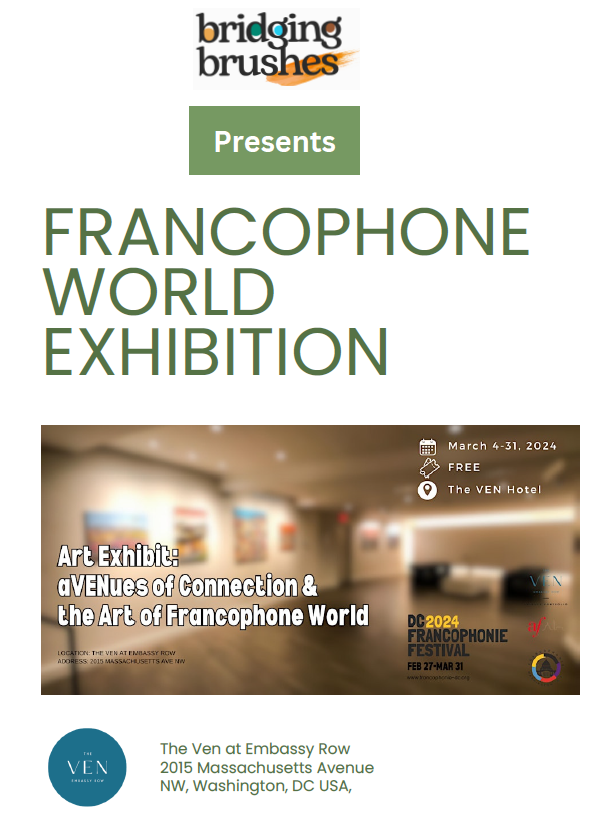 bridging
brushes
Presents
FRANCOPHONE
WORLD
EXHIBITION
March 4-31, 2024
FREE
The VEN Hotel
Art Exhibit:
aVENues of Connection &
the Art of Francophone World
LOCATION: THE VEN AT EMBASSY ROW
ADDRESS: 2015 MASSACHUSETTS AVE NW
VEN
DC2024
FRANCOPHONIE
FESTIVAL
FEB 27-MAR 31
THE
VEN
EMBASSY ROW
The Ven at Embassy Row
2015 Massachusetts Avenue
NW, Washington, DC USA,